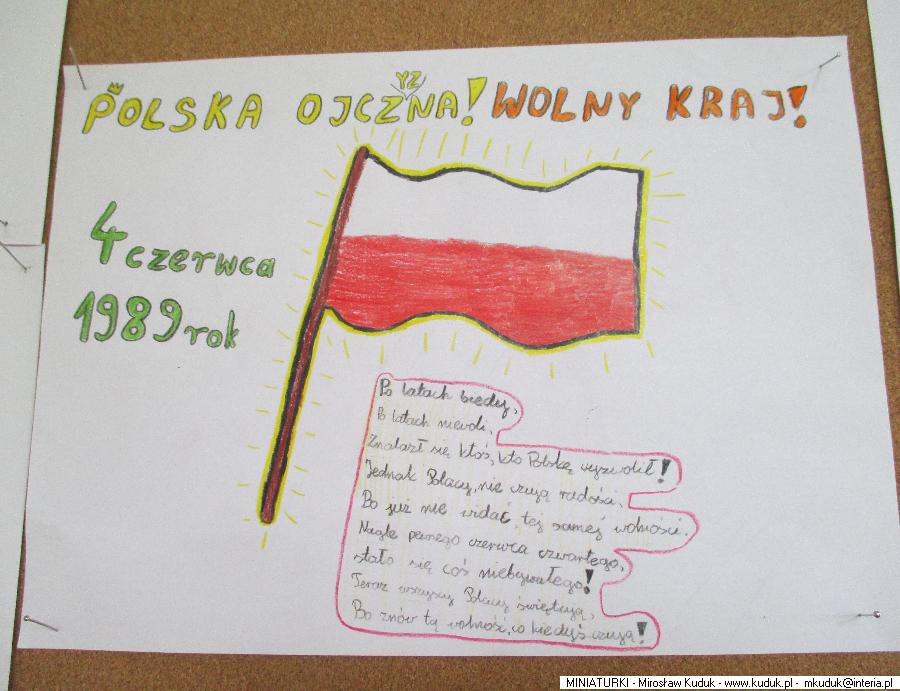 POLSKA OJCZYZNA! WOLNY KRAJ!
4 czerwca
1989 rok
Po latach biedy,
Po latach niewoli,
Znalazł się ktoś, kto Polskę wyzwolił!
Jednak Polacy, nie czują radości,
Bo już nie widać tej samej wolności.
Nagle pewnego czerwca czwartego,
stało się coś niebywałego!
Teraz wszyscy Polacy świętują,
Bo znów tą wolność, co kiedyś czują!
MINIATURKI - Mirosław Kuduk - www.kuduk.pl - mkuduk@interia.pl